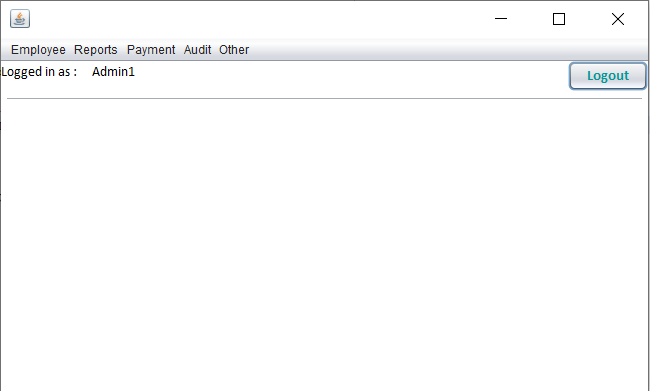 Employee Reports Payment Audit Other
Logged in as : Admin1 Logout